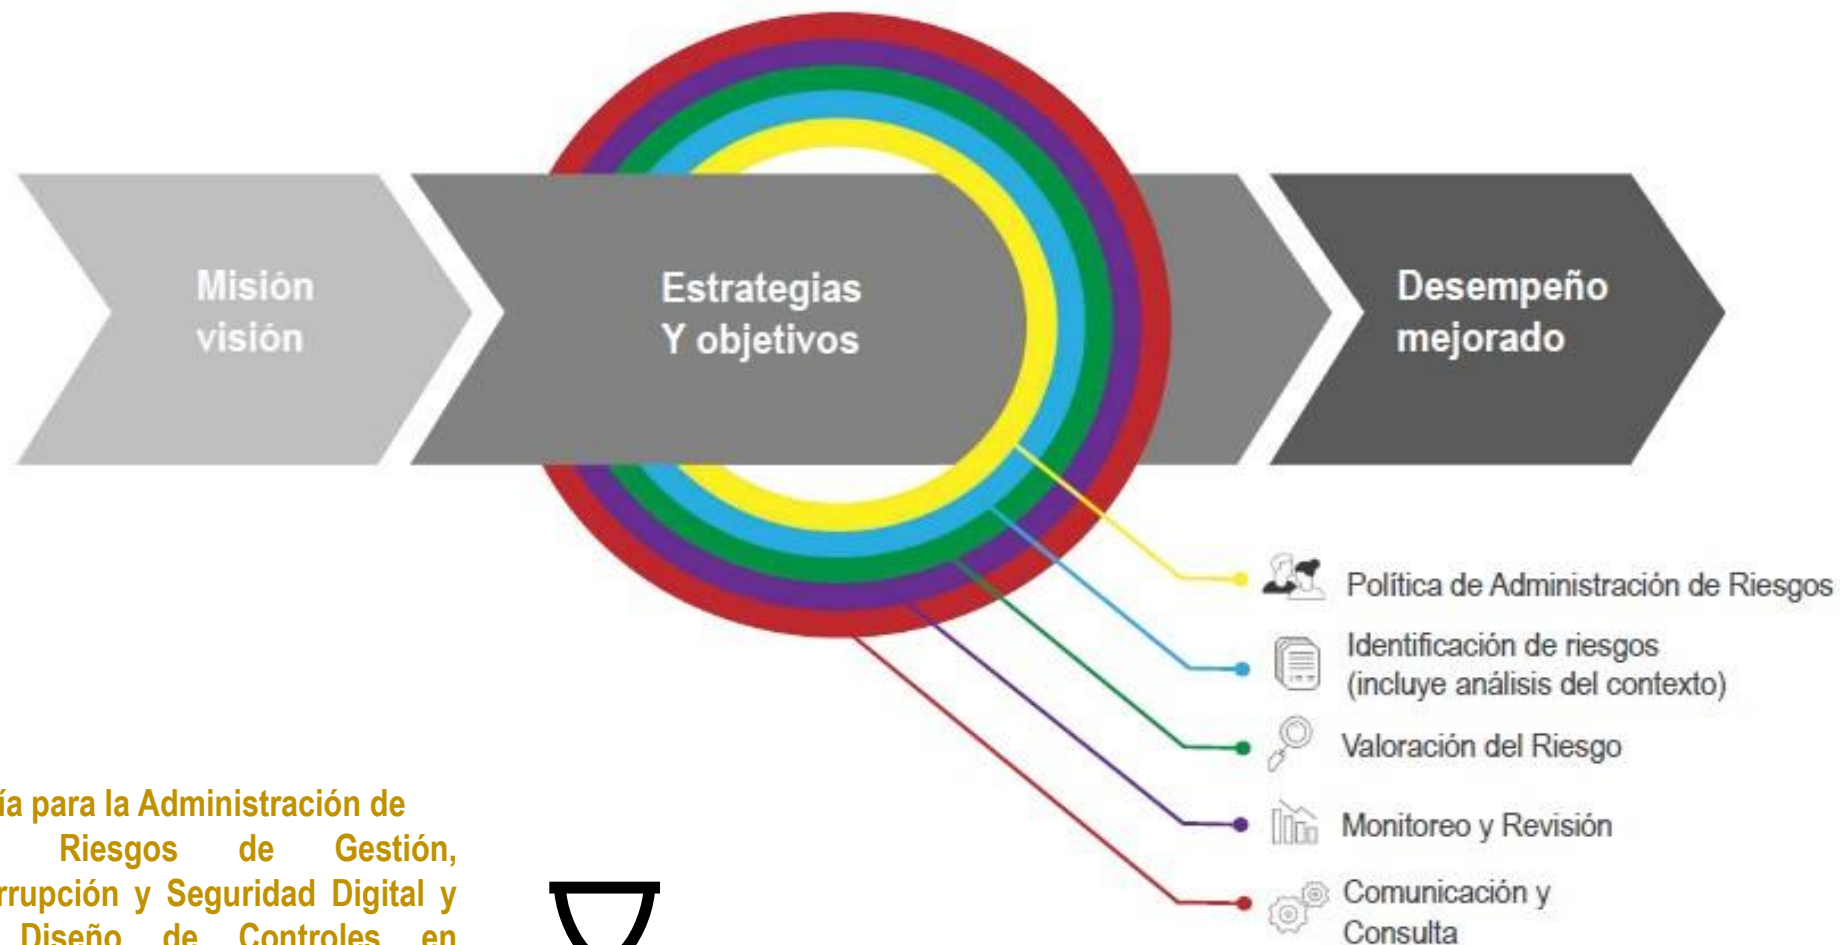 Misión
visión
Estrategias
Y objetivos
Desempeño
mejorado
Política de Administración de Riesgos
Identificación de riesgos
(incluye análisis del contexto)
Valoración del Riesgo
Monitoreo y Revisión
Comunicación y
Consulta
ía para la Administración de
Riesgos de Gestión,
rrupción y Seguridad Digital y
Diseño de Controles en